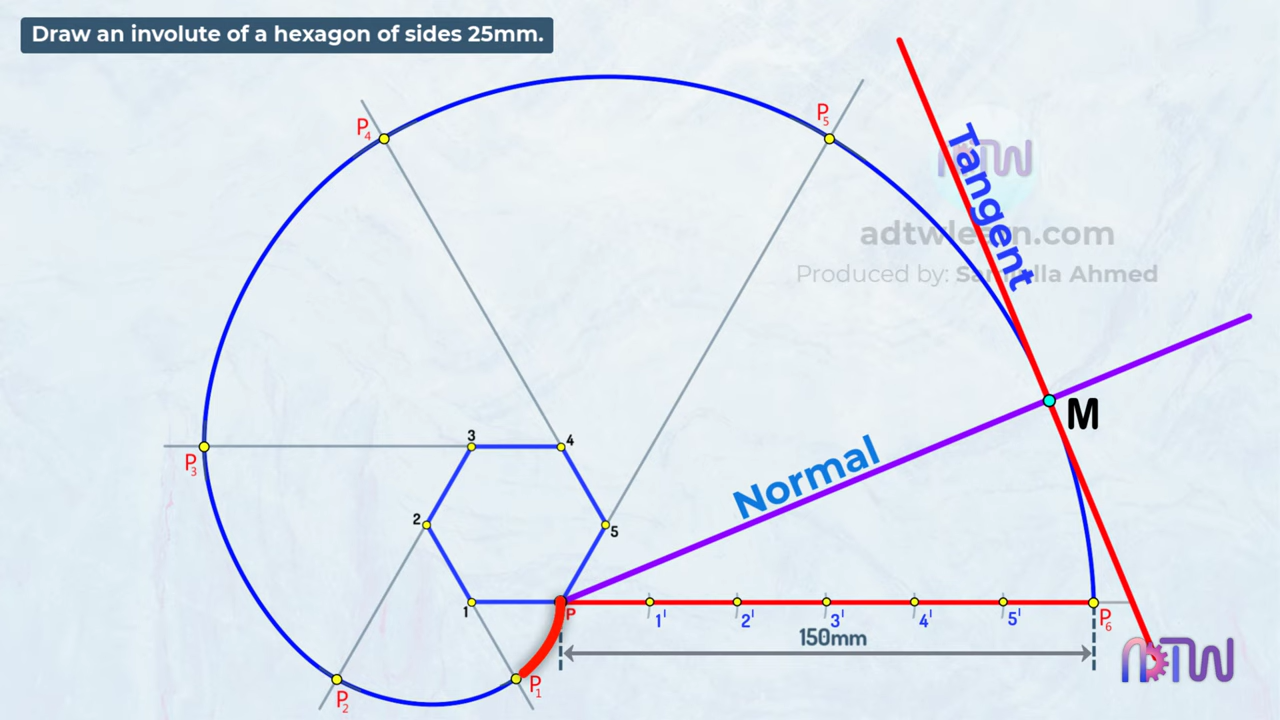 Draw an involute of a hexagon of sides 25mm.
P4
P5
Tangent
adtwlearn.com
Produced by: Sa
lla Ahmed
M
Normal
3
4
P3
2
5
1
P
1'
2'
3'
4'
5'
P6
150mm
P1
P2